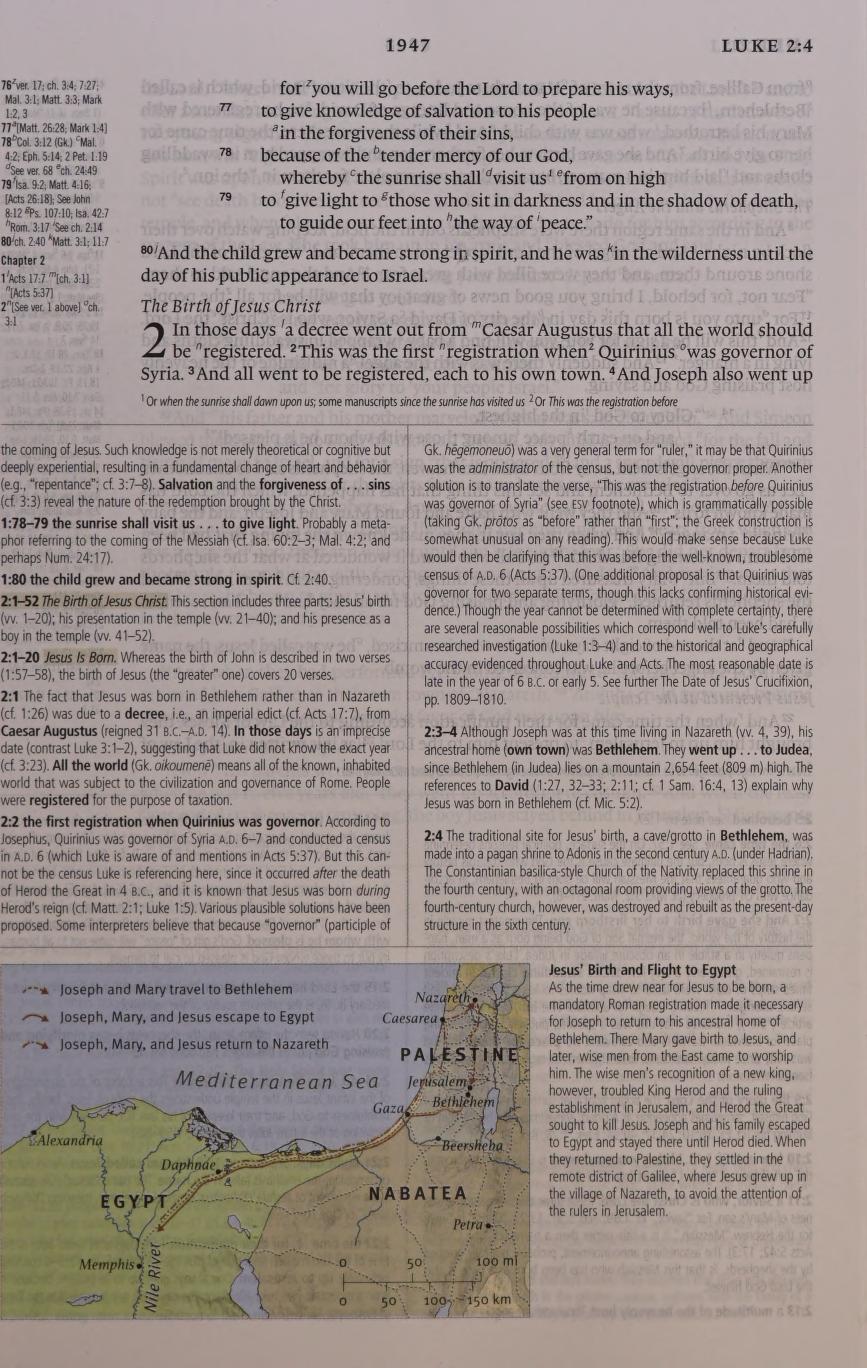 1947
LUKE 2:4
76 z ver. 17; ch. 3:4; 7:27;
Mal. 3:1; Matt. 3:3; Mark
1:2, 3
77 a [Matt. 26:28; Mark 1:4]
78 b Col. 3:12 (Gk.) c Mal.
4:2; Eph. 5:14; 2 Pet. 1:19
d See ver. 68 e ch. 24:49
79 f Isa. 9:2; Matt. 4:16;
[Acts 26:18]; See John
8:12 g Ps. 107:10; Isa. 42:7
h Rom. 3:17 i See ch. 2:14
80 j ch. 2:40 k Matt. 3:1; 11:7
Chapter 2
1 l Acts 17:7 m [ch. 3:1]
n [Acts 5:37]
2 n [See ver. 1 above] o ch.
3:1
for z you will go before the Lord to prepare his ways,
77 to give knowledge of salvation to his people
a in the forgiveness of their sins,
78 because of the b tender mercy of our God,
whereby c the sunrise shall d visit us 1 e from on high
79 to f give light to g those who sit in darkness and in the shadow of death,
to guide our feet into h the way of i peace.”
80 j And the child grew and became strong in spirit, and he was k in the wilderness until the
day of his public appearance to Israel.
The Birth of Jesus Christ
2 In those days l a decree went out from m Caesar Augustus that all the world should
be n registered. 2 This was the first n registration when 2 Quirinius o was governor of
Syria. 3 And all went to be registered, each to his own town. 4 And Joseph also went up
1 Or when the sunrise shall dawn upon us; some manuscripts since the sunrise has visited us 2 Or This was the registration before
the coming of Jesus. Such knowledge is not merely theoretical or cognitive but
deeply experiential, resulting in a fundamental change of heart and behavior
(e.g., “repentance”; cf. 3:7–8). Salvation and the forgiveness of . . . sins
(cf. 3:3) reveal the nature of the redemption brought by the Christ.
1:78–79 the sunrise shall visit us . . . to give light. Probably a meta-
phor referring to the coming of the Messiah (cf. Isa. 60:2–3; Mal. 4:2; and
perhaps Num. 24:17).
1:80 the child grew and became strong in spirit. Cf. 2:40.
2:1–52 The Birth of Jesus Christ. This section includes three parts: Jesus’ birth
(vv. 1–20); his presentation in the temple (vv. 21–40); and his presence as a
boy in the temple (vv. 41–52).
2:1–20 Jesus Is Born. Whereas the birth of John is described in two verses
(1:57–58), the birth of Jesus (the “greater” one) covers 20 verses.
2:1 The fact that Jesus was born in Bethlehem rather than in Nazareth
(cf. 1:26) was due to a decree, i.e., an imperial edict (cf. Acts 17:7), from
Caesar Augustus (reigned 31 B.C.–A.D. 14). In those days is an imprecise
date (contrast Luke 3:1–2), suggesting that Luke did not know the exact year
(cf. 3:23). All the world (Gk. oikoumenē) means all of the known, inhabited
world that was subject to the civilization and governance of Rome. People
were registered for the purpose of taxation.
2:2 the first registration when Quirinius was governor. According to
Josephus, Quirinius was governor of Syria A.D. 6–7 and conducted a census
in A.D. 6 (which Luke is aware of and mentions in Acts 5:37). But this can-
not be the census Luke is referencing here, since it occurred after the death
of Herod the Great in 4 B.C., and it is known that Jesus was born during
Herod’s reign (cf. Matt. 2:1; Luke 1:5). Various plausible solutions have been
proposed. Some interpreters believe that because “governor” (participle of
Gk. hēgemoneuō) was a very general term for “ruler,” it may be that Quirinius
was the administrator of the census, but not the governor proper. Another
solution is to translate the verse, “This was the registration before Quirinius
was governor of Syria” (see ESV footnote), which is grammatically possible
(taking Gk. prōtos as “before” rather than “first”; the Greek construction is
somewhat unusual on any reading). This would make sense because Luke
would then be clarifying that this was before the well-known, troublesome
census of A.D. 6 (Acts 5:37). (One additional proposal is that Quirinius was
governor for two separate terms, though this lacks confirming historical evi-
dence.) Though the year cannot be determined with complete certainty, there
are several reasonable possibilities which correspond well to Luke’s carefully
researched investigation (Luke 1:3–4) and to the historical and geographical
accuracy evidenced throughout Luke and Acts. The most reasonable date is
late in the year of 6 B.C. or early 5. See further The Date of Jesus’ Crucifixion,
pp. 1809–1810.
2:3–4 Although Joseph was at this time living in Nazareth (vv. 4, 39), his
ancestral home (own town) was Bethlehem. They went up . . . to Judea,
since Bethlehem (in Judea) lies on a mountain 2,654 feet (809 m) high. The
references to David (1:27, 32–33; 2:11; cf. 1 Sam. 16:4, 13) explain why
Jesus was born in Bethlehem (cf. Mic. 5:2).
2:4 The traditional site for Jesus’ birth, a cave/grotto in Bethlehem, was
made into a pagan shrine to Adonis in the second century A.D. (under Hadrian).
The Constantinian basilica-style Church of the Nativity replaced this shrine in
the fourth century, with an octagonal room providing views of the grotto. The
fourth-century church, however, was destroyed and rebuilt as the present-day
structure in the sixth century.
Joseph and Mary travel to Bethlehem
Joseph, Mary, and Jesus escape to Egypt
Joseph, Mary, and Jesus return to Nazareth
Nazareth
Caesarea
PALESTINE
Mediterranean Sea
Jerusalem
Bethlehem
Gaza
Alexandria
Beersheba
Daphnae
EGYPT
NABATEA
Petra
Memphis
Nile River
0 50 100 mi
0 50 100 150 km
Jesus’ Birth and Flight to Egypt
As the time drew near for Jesus to be born, a
mandatory Roman registration made it necessary
for Joseph to return to his ancestral home of
Bethlehem. There Mary gave birth to Jesus, and
later, wise men from the East came to worship
him. The wise men’s recognition of a new king,
however, troubled King Herod and the ruling
establishment in Jerusalem, and Herod the Great
sought to kill Jesus. Joseph and his family escaped
to Egypt and stayed there until Herod died. When
they returned to Palestine, they settled in the
remote district of Galilee, where Jesus grew up in
the village of Nazareth, to avoid the attention of
the rulers in Jerusalem.